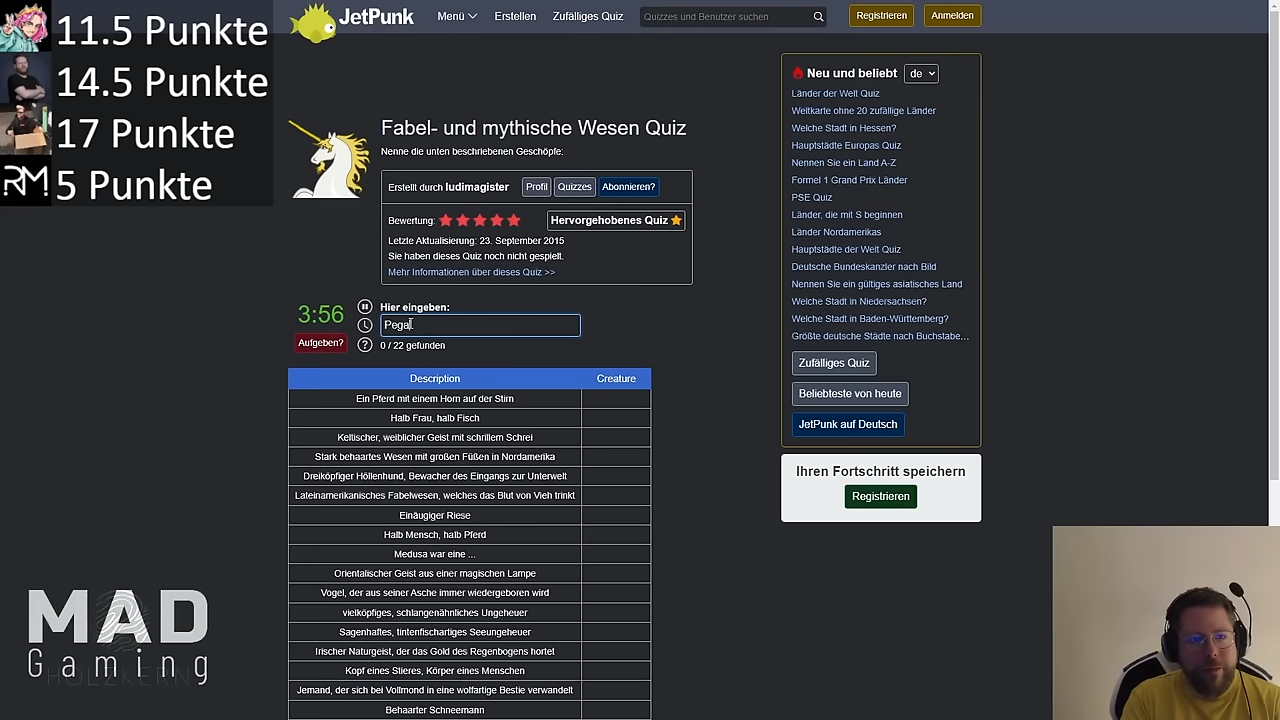 11.5 Punkte
14.5 Punkte
17 Punkte
RM! 5 Punkte
JetPunk
Menü
Erstellen
Zufälliges Quiz
Quizzes und Benutzer suchen
Registrieren
Anmelden
Fabel- und mythische Wesen Quiz
Nenne die unten beschriebenen Geschöpfe:
Erstellt durch ludimagister
Profil
Quizzes
Abonnieren?
Bewertung:
Hervorgehobenes Quiz
Letzte Aktualisierung: 23. September 2015
Sie haben dieses Quiz noch nicht gespielt.
Mehr Informationen über dieses Quiz >>
3:56
Aufgeben?
Hier eingeben:
Pega
0 / 22 gefunden
Description Creature
Ein Pferd mit einem Horn auf der Stirn
Halb Frau, halb Fisch
Keltischer, weiblicher Geist mit schrillem Schrei
Stark behaartes Wesen mit großen Füßen in Nordamerika
Dreiköpfiger Höllenhund, Bewacher des Eingangs zur Unterwelt
Lateinamerikanisches Fabelwesen, welches das Blut von Vieh trinkt
Einäugiger Riese
Halb Mensch, halb Pferd
Medusa war eine ...
Orientalischer Geist aus einer magischen Lampe
Vogel, der aus seiner Asche immer wiedergeboren wird
vielköpfiges, schlangenähnliches Ungeheuer
Sagenhaftes, tintenfischartiges Seeungeheuer
Irischer Naturgeist, der das Gold des Regenbogens hortet
Kopf eines Stieres, Körper eines Menschen
Jemand, der sich bei Vollmond in eine wolfartige Bestie verwandelt
Behaarter Schneemann
Neu und beliebt
de
Länder der Welt Quiz
Weltkarte ohne 20 zufällige Länder
Welche Stadt in Hessen?
Hauptstädte Europas Quiz
Nennen Sie ein Land A-Z
Formel 1 Grand Prix Länder
PSE Quiz
Länder, die mit S beginnen
Länder Nordamerikas
Hauptstädte der Welt Quiz
Deutsche Bundeskanzler nach Bild
Nennen Sie ein gültiges asiatisches Land
Welche Stadt in Niedersachsen?
Welche Stadt in Baden-Württemberg?
Größte deutsche Städte nach Buchstabe…
Zufälliges Quiz
Beliebteste von heute
JetPunk auf Deutsch
Ihren Fortschritt speichern
Registrieren
MAD
Gaming
HOLZKERN